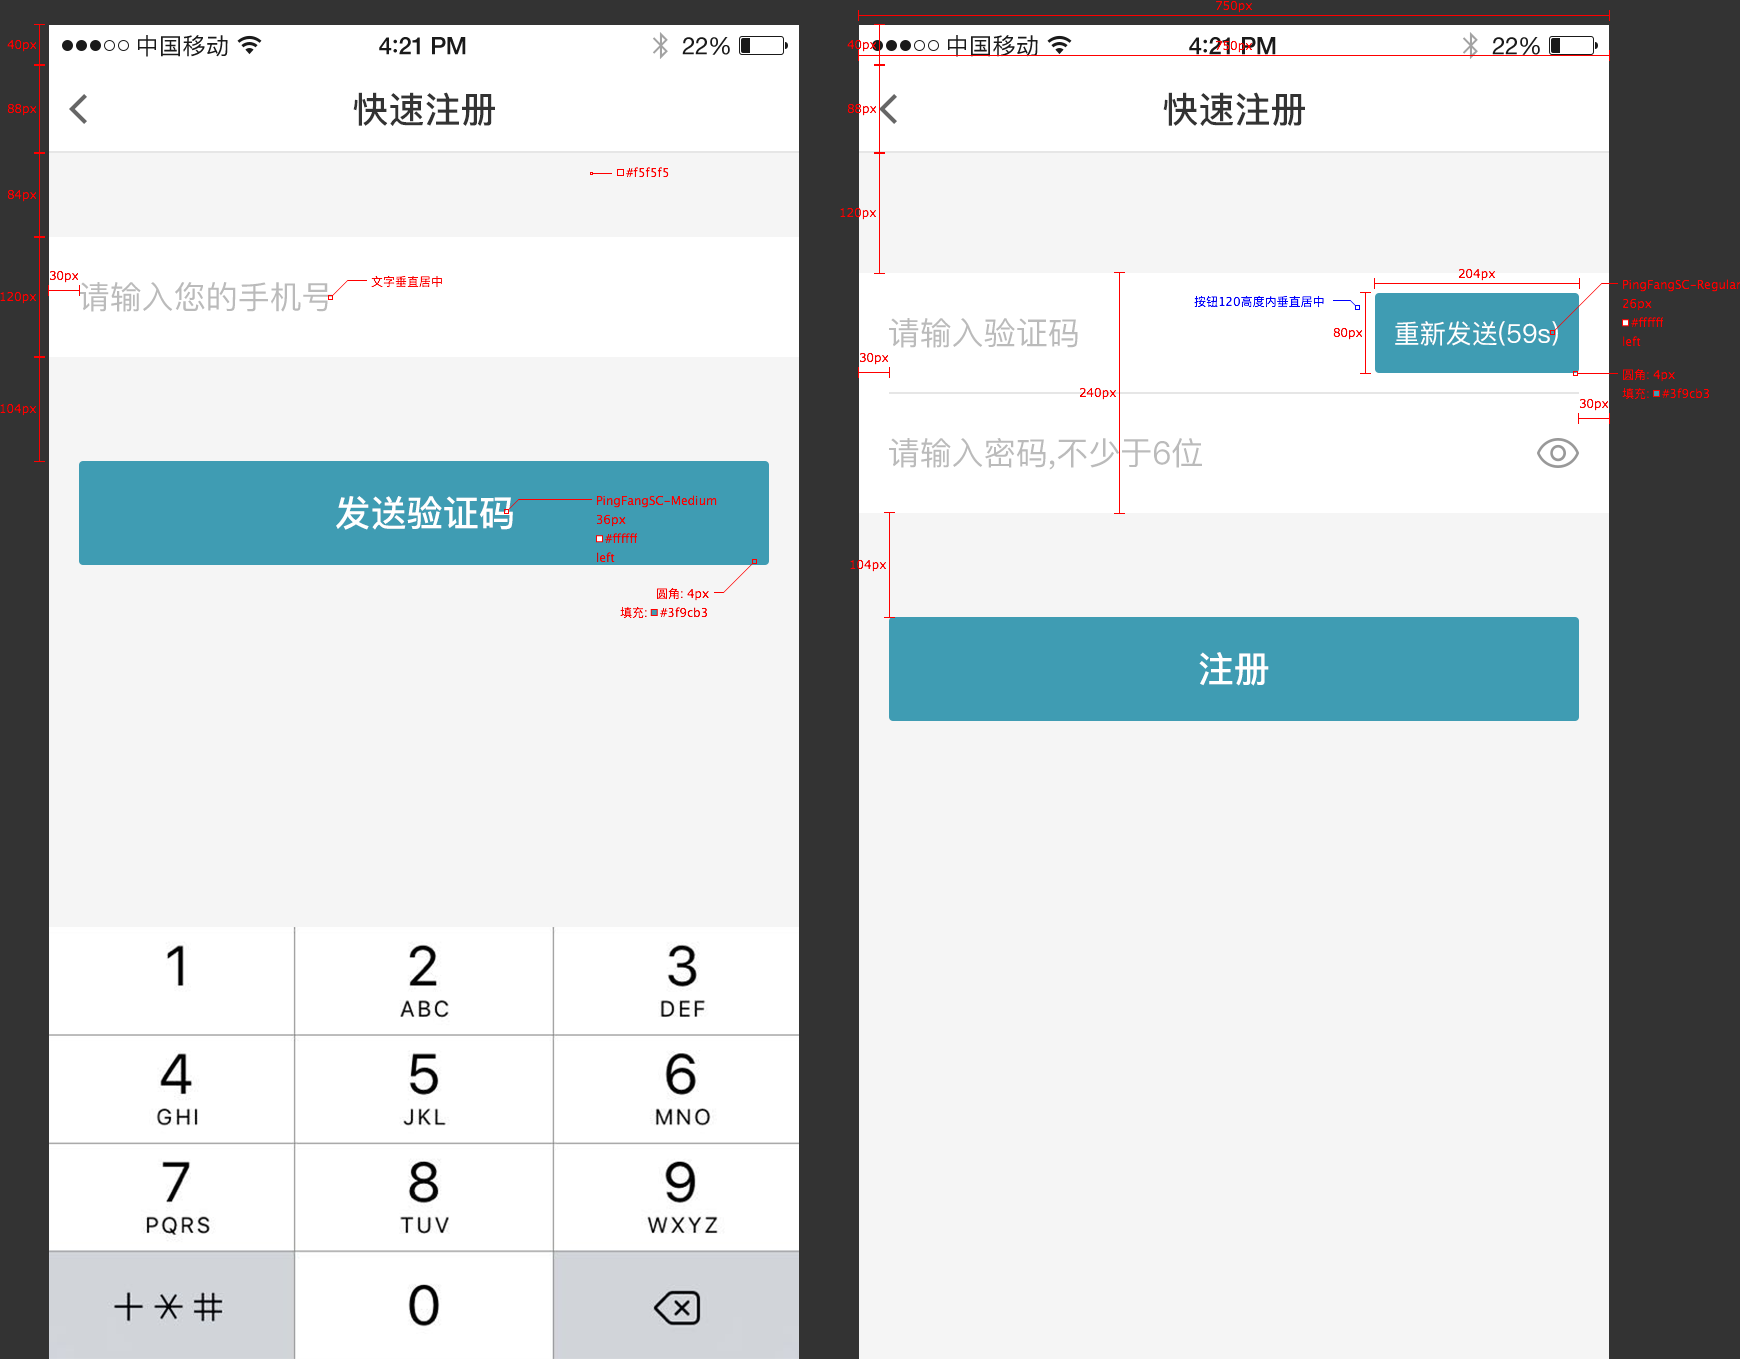 750px
40px
中国移动
4:21 PM
22%
88px
快速注册
84px
#f5f5f5
30px
120px
请输入您的手机号
文字垂直居中
104px
发送验证码
PingFangSC-Medium
36px
#ffffff
left
圆角: 4px
填充: #3f9cb3
1
2
ABC
3
DEF
4
GHI
5
JKL
6
MNO
7
PQRS
8
TUV
9
WXYZ
+*#
0
40px
中国移动
4:21 PM
750px
22%
88px
快速注册
120px
204px
按钮120高度内垂直居中
请输入验证码
80px
重新发送(59s)
PingFangSC-Regular
26px
#ffffff
left
圆角: 4px
填充: #3f9cb3
30px
240px
30px
请输入密码,不少于6位
104px
注册